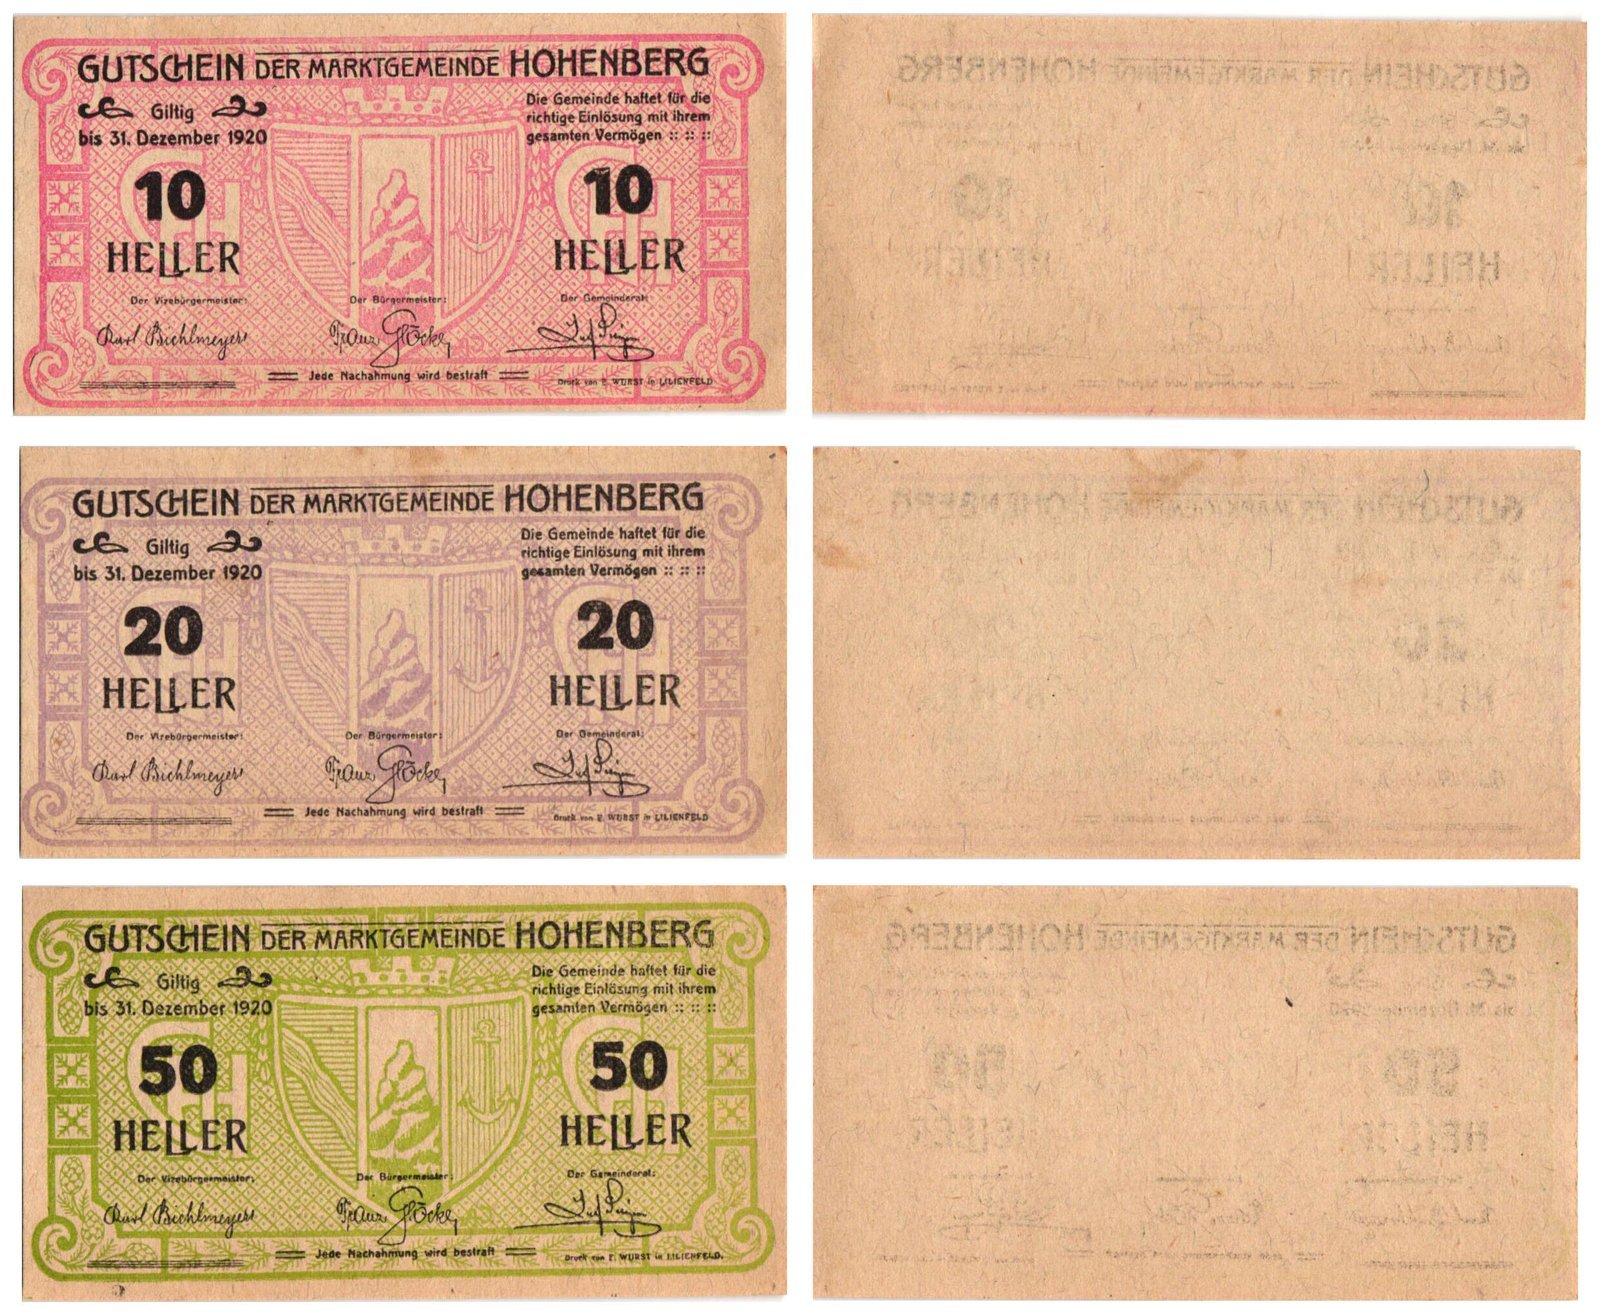 GUTSCHEIN DER MARKTGEMEINDE HOHENBERG
Giltig
bis 31. Dezember 1920
Die Gemeinde haftet für die
richtige Einlösung mit ihrem
gesamten Vermögen :: :: ::
10 10
HELLER HELLER
Der Vizebürgermeister: Der Bürgermeister: Der Gemeinderat:
Karl Bichlmeyer Franz Glöckl
Jede Nachahmung wird bestraft
Druck von F. WURST in LILIENFELD.
GUTSCHEIN DER MARKTGEMEINDE HOHENBERG
Giltig
bis 31. Dezember 1920
Die Gemeinde haftet für die
richtige Einlösung mit ihrem
gesamten Vermögen :: :: ::
20 20
HELLER HELLER
Der Vizebürgermeister: Der Bürgermeister: Der Gemeinderat:
Karl Bichlmeyer Franz Glöckl
Jede Nachahmung wird bestraft
Druck von F. WURST in LILIENFELD
GUTSCHEIN DER MARKTGEMEINDE HOHENBERG
Giltig
bis 31. Dezember 1920
Die Gemeinde haftet für die
richtige Einlösung mit ihrem
gesamten Vermögen :: :: ::
50 50
HELLER HELLER
Der Vizebürgermeister: Der Bürgermeister: Der Gemeinderat:
Karl Bichlmeyer Franz Glöckl
Jede Nachahmung wird bestraft
Druck von F. WURST in LILIENFELD.